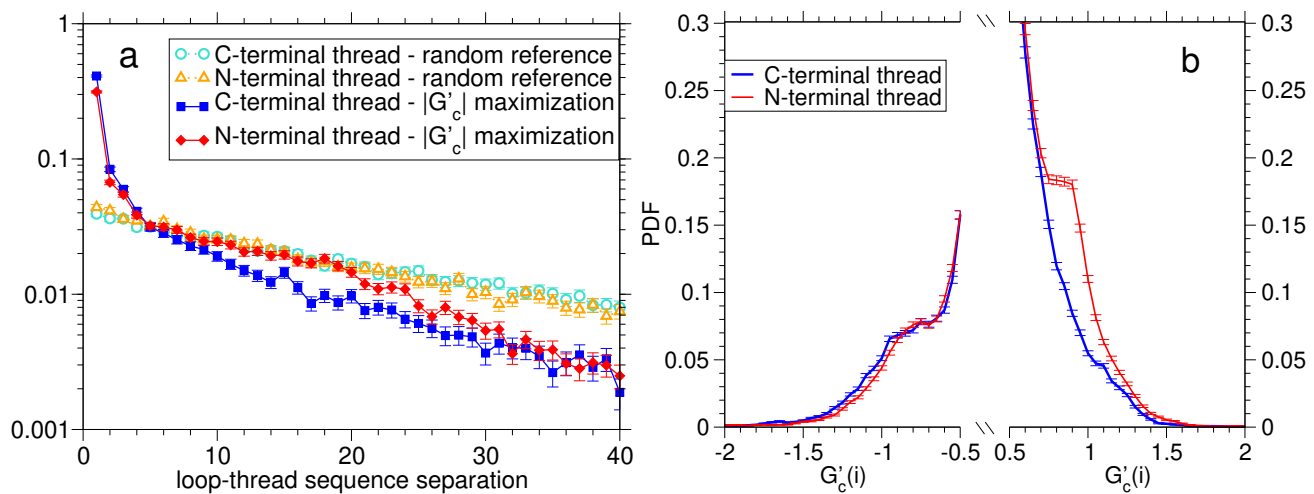 a
C-terminal thread - random reference
N-terminal thread - random reference
C-terminal thread - |G'c| maximization
N-terminal thread - |G'c| maximization
1
0.1
0.01
0.001
0 10 20 30 40
loop-thread sequence separation
b
C-terminal thread
N-terminal thread
PDF
0.3 0.3
0.25 0.25
0.2 0.2
0.15 0.15
0.1 0.1
0.05 0.05
0 0
-2 -1.5 -1 -0.5 0.5 1 1.5 2
G'c(i) G'c(i)